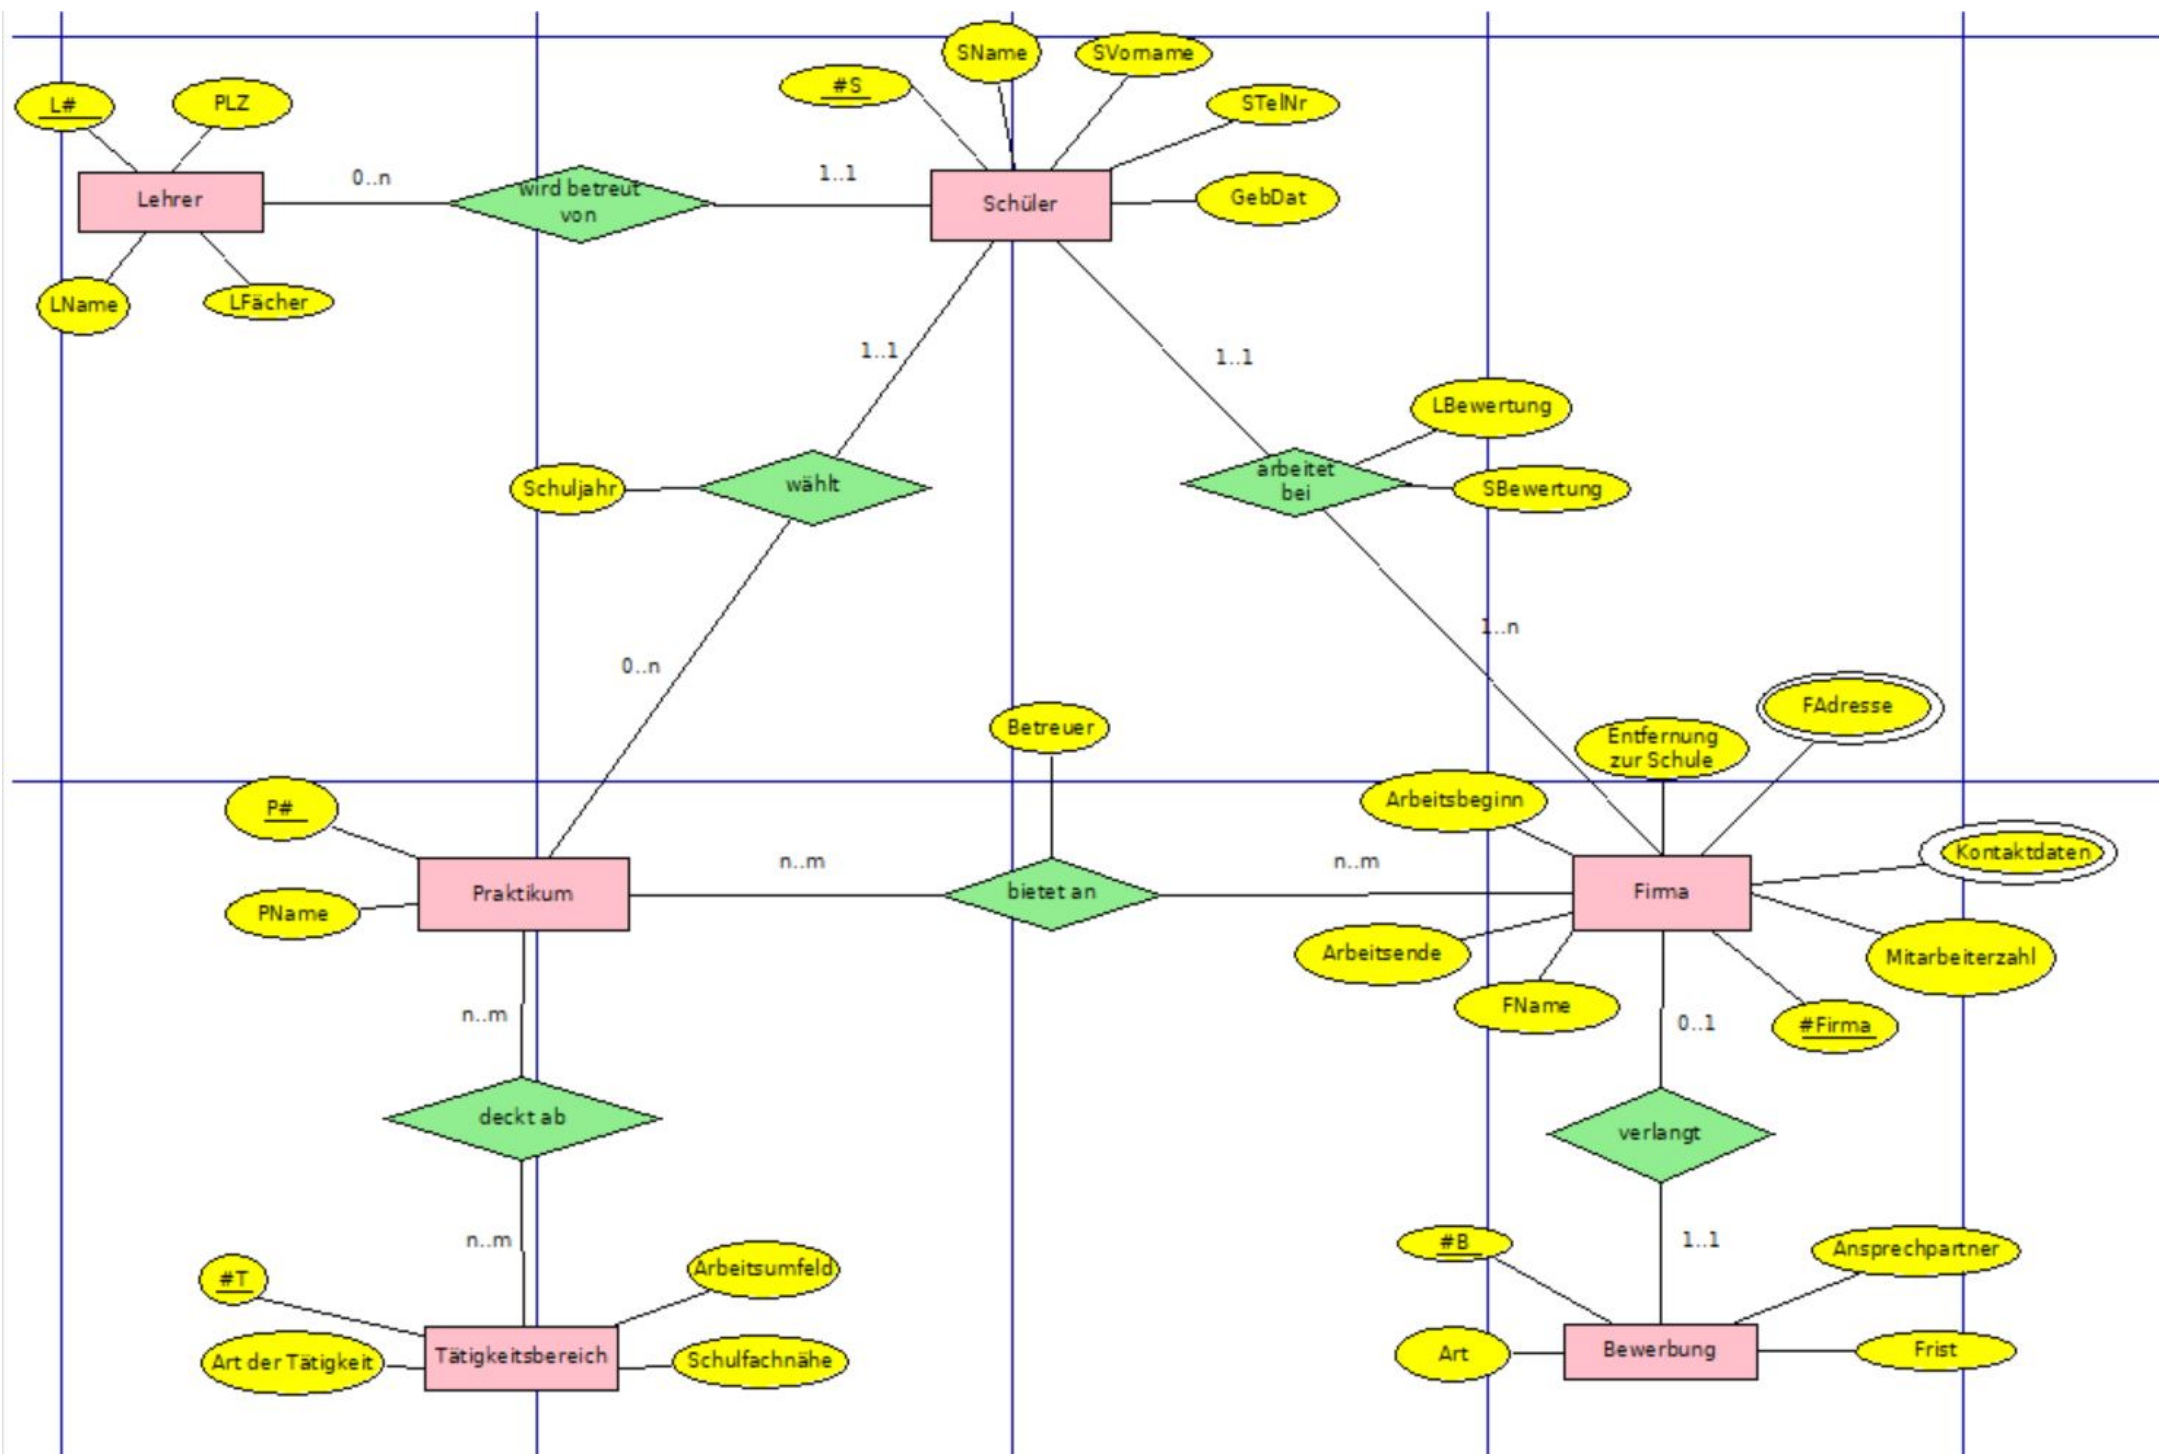 SName
SVorname
#S
L#
PLZ
STelNr
0..n
wird betreut
von
1..1
Lehrer
Schüler
GebDat
LName
LFächer
1..1
1..1
LBewertung
Schuljahr
wählt
arbeitet
bei
SBewertung
1..n
0..n
Betreuer
FAdresse
Entfernung
zur Schule
P#
Arbeitsbeginn
Kontaktdaten
n..m
n..m
Praktikum
bietet an
Firma
PName
Arbeitsende
Mitarbeiterzahl
FName
n..m
0..1
#Firma
deckt ab
verlangt
n..m
#B
1..1
Ansprechpartner
#T
Arbeitsumfeld
Art der Tätigkeit
Tätigkeitsbereich
Schulfachnähe
Art
Bewerbung
Frist